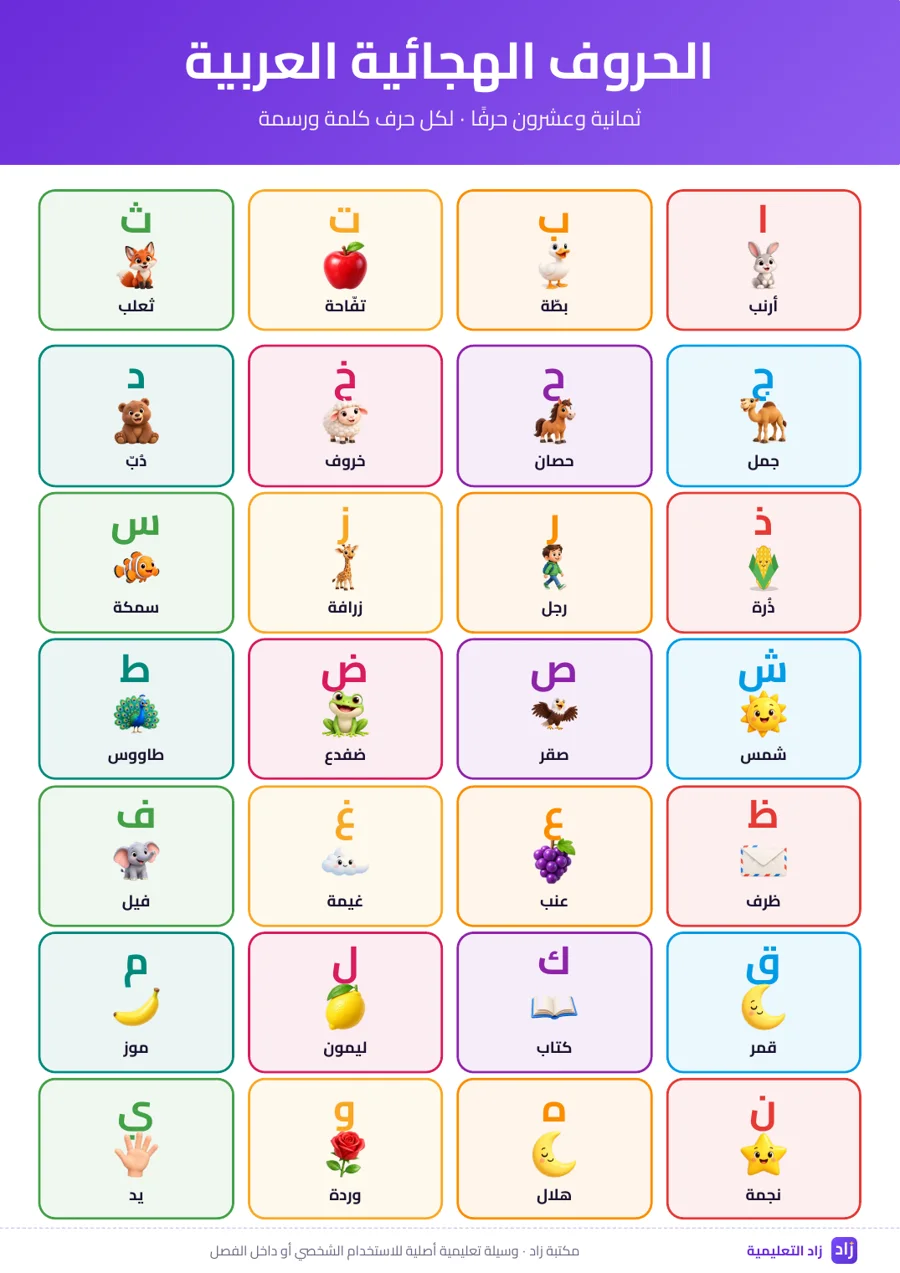 الحروف الهجائية العربية
ثمانية وعشرون حرفًا · لكل حرف كلمة ورسمة
ا
أرنب
ب
بطّة
ت
تفّاحة
ث
ثعلب
ج
جمل
ح
حصان
خ
خروف
د
دُبّ
ذ
ذُرة
ر
رجل
ز
زرافة
س
سمكة
ش
شمس
ص
صقر
ض
ضفدع
ط
طاووس
ظ
ظرف
ع
عنب
غ
غيمة
ف
فيل
ق
قمر
ك
كتاب
ل
ليمون
م
موز
ن
نجمة
ه
هلال
و
وردة
ي
يد
زاد
زاد التعليمية
مكتبة زاد · وسيلة تعليمية أصلية للاستخدام الشخصي أو داخل الفصل